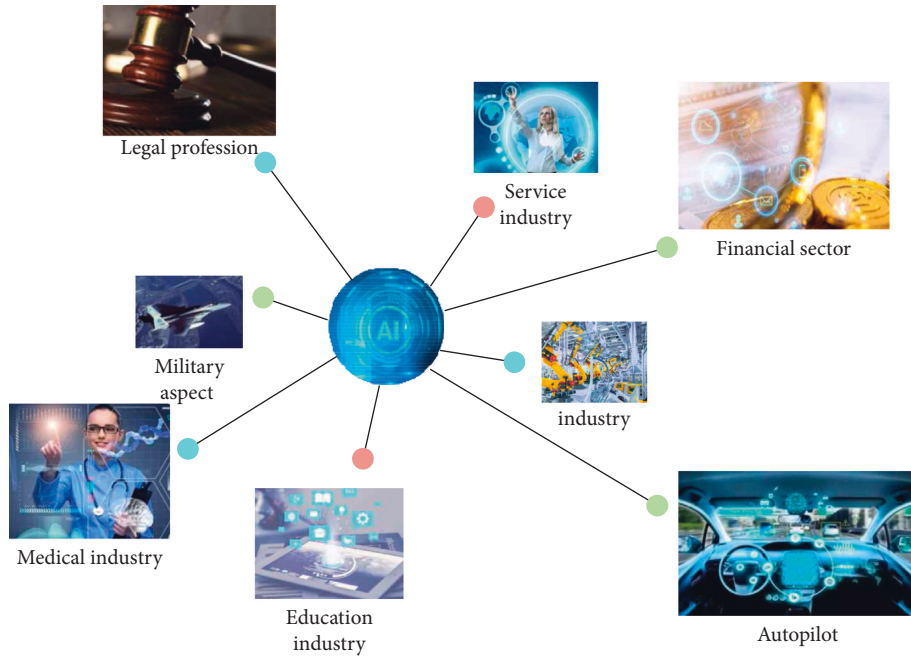 Legal profession
Service
industry
Financial sector
AI
Military
aspect
industry
Medical industry
Education
industry
Autopilot